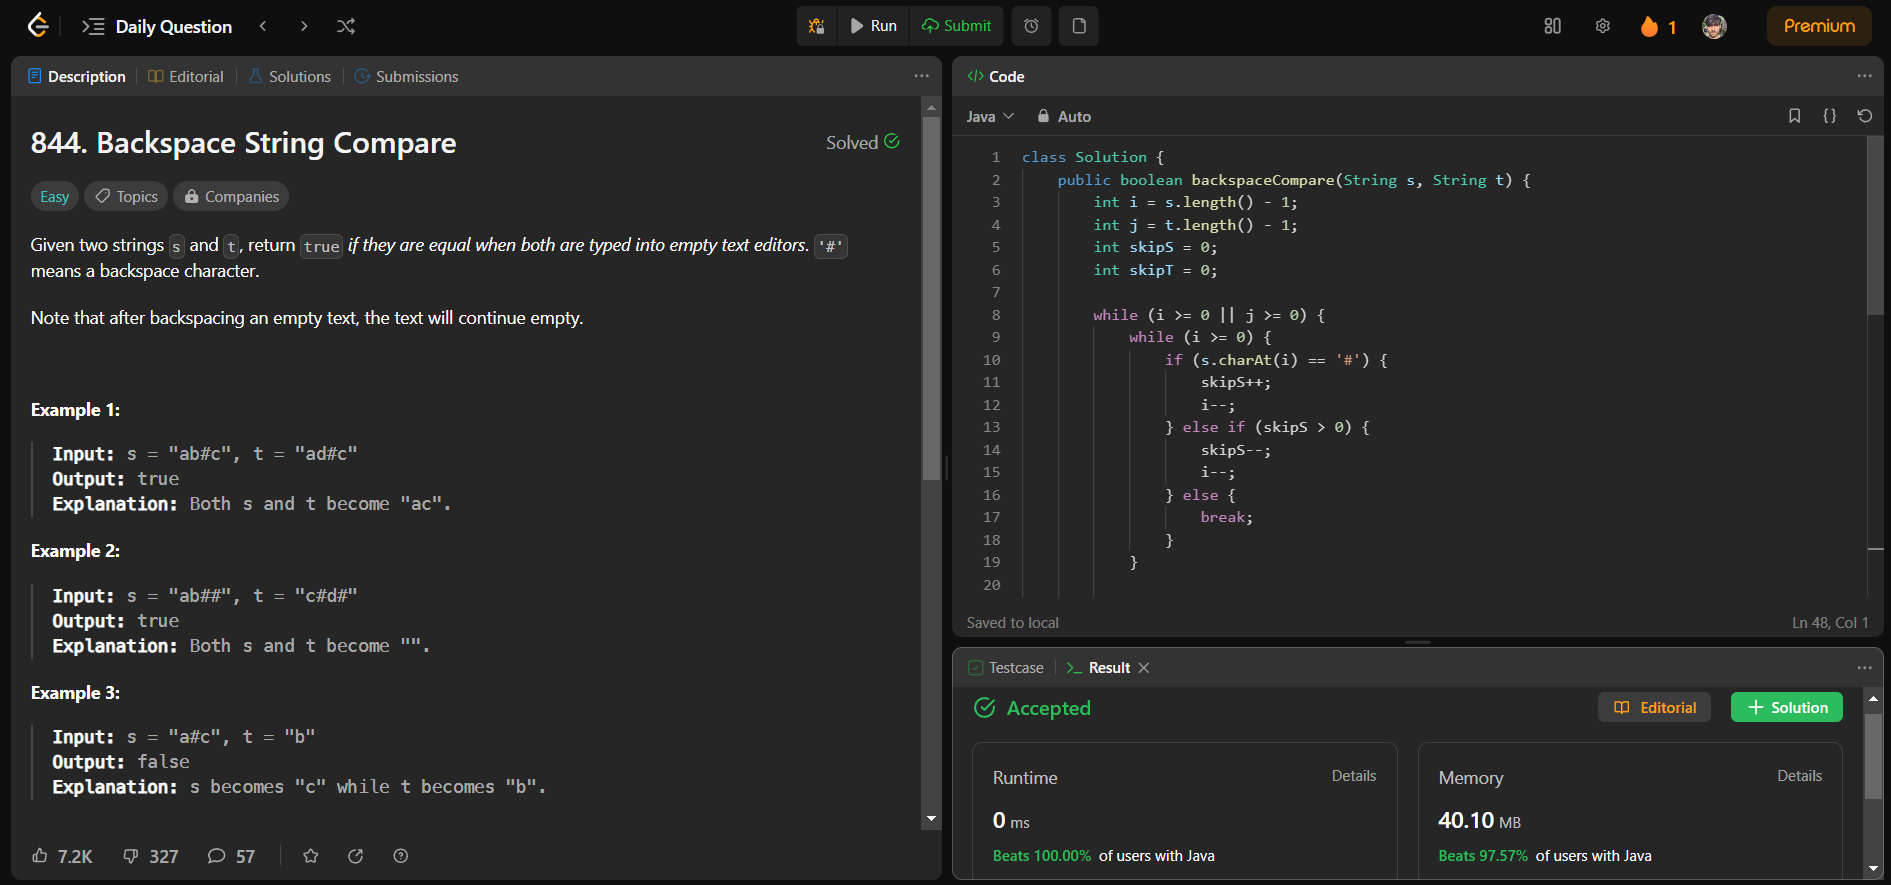 Daily Question
Run
Submit
1
Premium
Description
Editorial
Solutions
Submissions
844. Backspace String Compare
Solved
Easy
Topics
Companies
Given two strings s and t, return true if they are equal when both are typed into empty text editors. '#'
means a backspace character.
Note that after backspacing an empty text, the text will continue empty.
Example 1:
Input: s = "ab#c", t = "ad#c"
Output: true
Explanation: Both s and t become "ac".
Example 2:
Input: s = "ab##", t = "c#d#"
Output: true
Explanation: Both s and t become "".
Example 3:
Input: s = "a#c", t = "b"
Output: false
Explanation: s becomes "c" while t becomes "b".
7.2K
327
57
</> Code
Java
Auto
{}
1 class Solution {
2     public boolean backspaceCompare(String s, String t) {
3         int i = s.length() - 1;
4         int j = t.length() - 1;
5         int skipS = 0;
6         int skipT = 0;
7
8         while (i >= 0 || j >= 0) {
9             while (i >= 0) {
10                 if (s.charAt(i) == '#') {
11                     skipS++;
12                     i--;
13                 } else if (skipS > 0) {
14                     skipS--;
15                     i--;
16                 } else {
17                     break;
18                 }
19             }
20
Saved to local
Ln 48, Col 1
Testcase
Result
Accepted
Editorial
Solution
Runtime
Details
0 ms
Beats 100.00% of users with Java
Memory
Details
40.10 MB
Beats 97.57% of users with Java